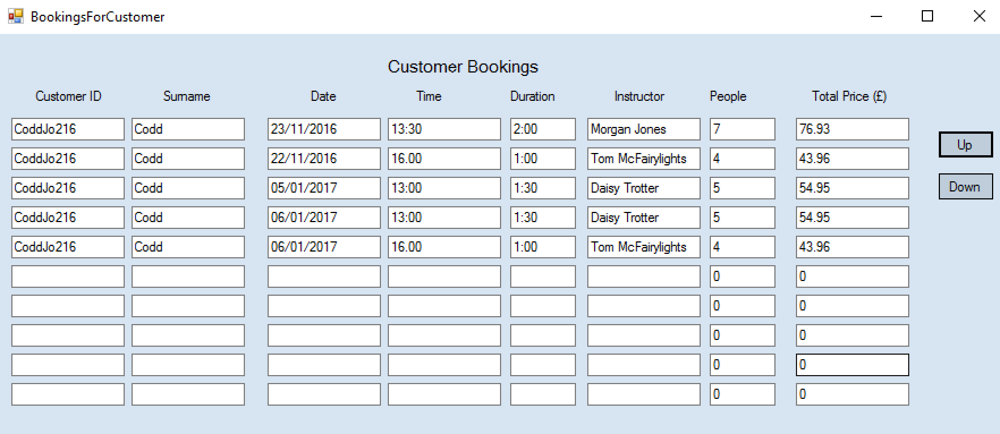 BookingsForCustomer
Customer Bookings
Customer ID Surname Date Time Duration Instructor People Total Price (£)
CoddJo216 Codd 23/11/2016 13:30 2:00 Morgan Jones 7 76.93
Up
CoddJo216 Codd 22/11/2016 16.00 1:00 Tom McFairylights 4 43.96
CoddJo216 Codd 05/01/2017 13:00 1:30 Daisy Trotter 5 54.95
Down
CoddJo216 Codd 06/01/2017 13:00 1:30 Daisy Trotter 5 54.95
CoddJo216 Codd 06/01/2017 16.00 1:00 Tom McFairylights 4 43.96
0 0
0 0
0 0
0 0
0 0